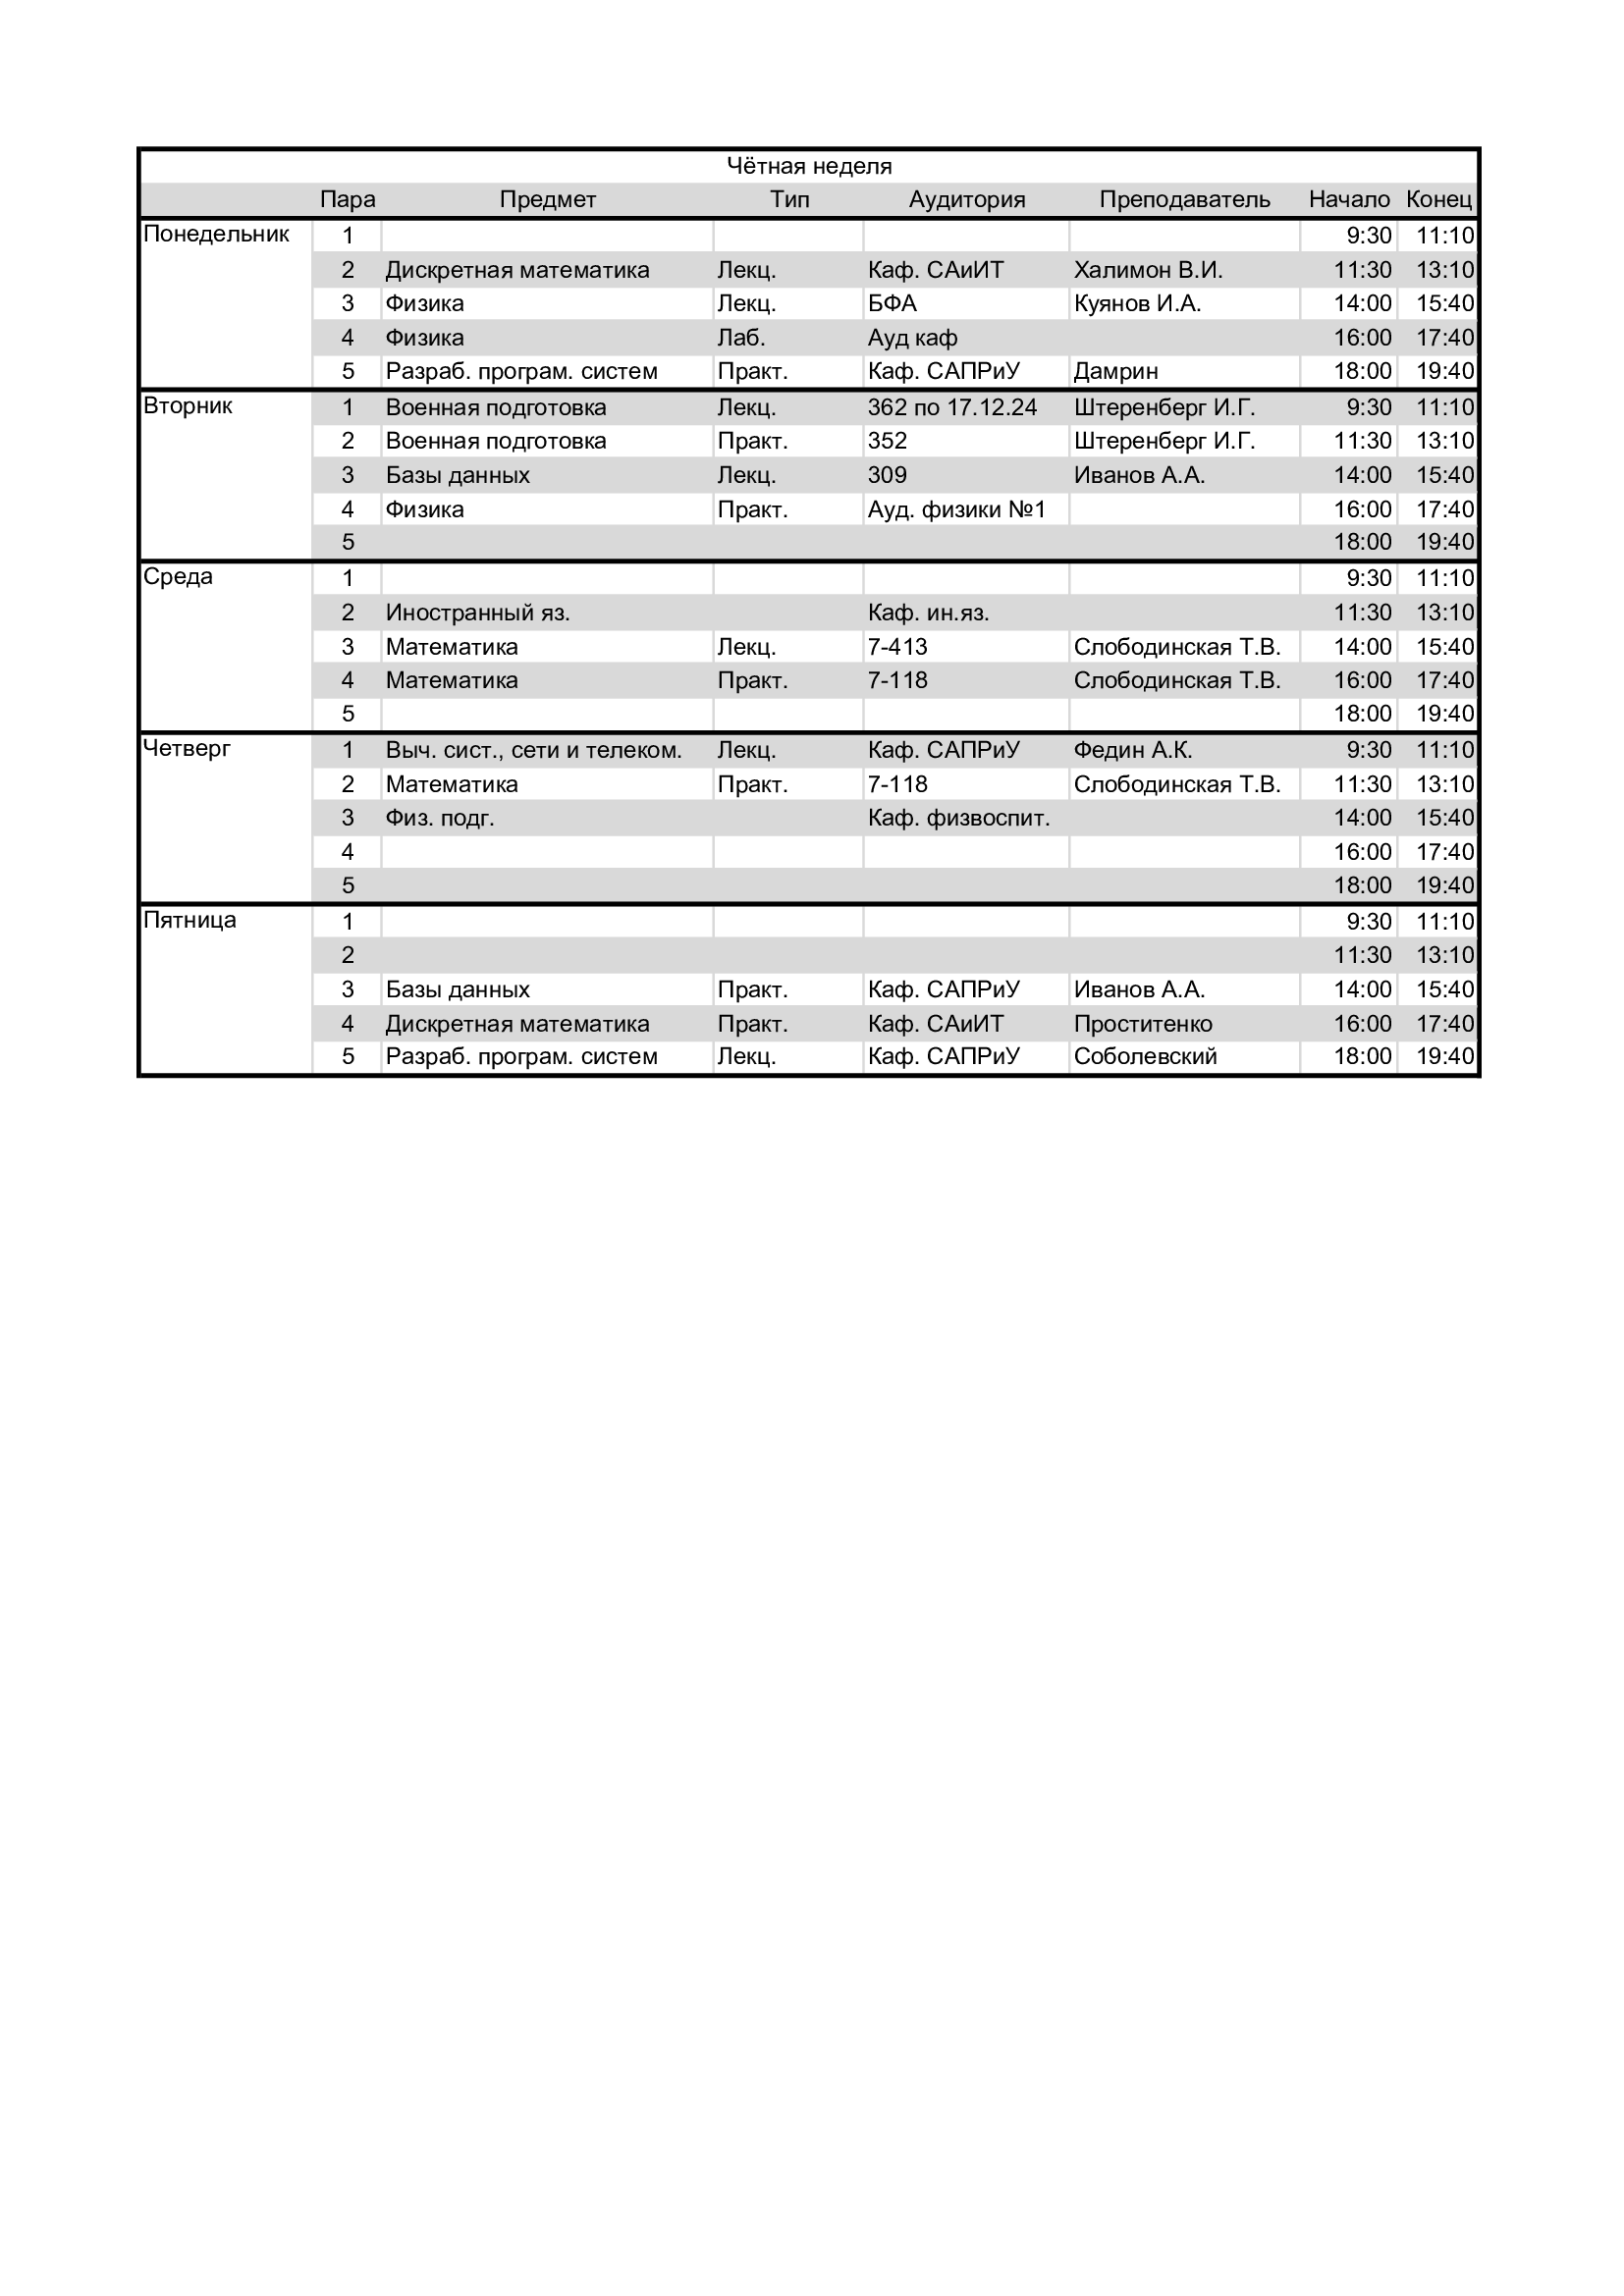 Чётная неделя
Пара Предмет Тип Аудитория Преподаватель Начало Конец
Понедельник 1 9:30 11:10
2 Дискретная математика Лекц. Каф. САиИТ Халимон В.И. 11:30 13:10
3 Физика Лекц. БФА Куянов И.А. 14:00 15:40
4 Физика Лаб. Ауд каф 16:00 17:40
5 Разраб. програм. систем Практ. Каф. САПРиУ Дамрин 18:00 19:40
Вторник 1 Военная подготовка Лекц. 362 по 17.12.24 Штеренберг И.Г. 9:30 11:10
2 Военная подготовка Практ. 352 Штеренберг И.Г. 11:30 13:10
3 Базы данных Лекц. 309 Иванов А.А. 14:00 15:40
4 Физика Практ. Ауд. физики №1 16:00 17:40
5 18:00 19:40
Среда 1 9:30 11:10
2 Иностранный яз. Каф. ин.яз. 11:30 13:10
3 Математика Лекц. 7-413 Слободинская Т.В. 14:00 15:40
4 Математика Практ. 7-118 Слободинская Т.В. 16:00 17:40
5 18:00 19:40
Четверг 1 Выч. сист., сети и телеком. Лекц. Каф. САПРиУ Федин А.К. 9:30 11:10
2 Математика Практ. 7-118 Слободинская Т.В. 11:30 13:10
3 Физ. подг. Каф. физвоспит. 14:00 15:40
4 16:00 17:40
5 18:00 19:40
Пятница 1 9:30 11:10
2 11:30 13:10
3 Базы данных Практ. Каф. САПРиУ Иванов А.А. 14:00 15:40
4 Дискретная математика Практ. Каф. САиИТ Проститенко 16:00 17:40
5 Разраб. програм. систем Лекц. Каф. САПРиУ Соболевский 18:00 19:40